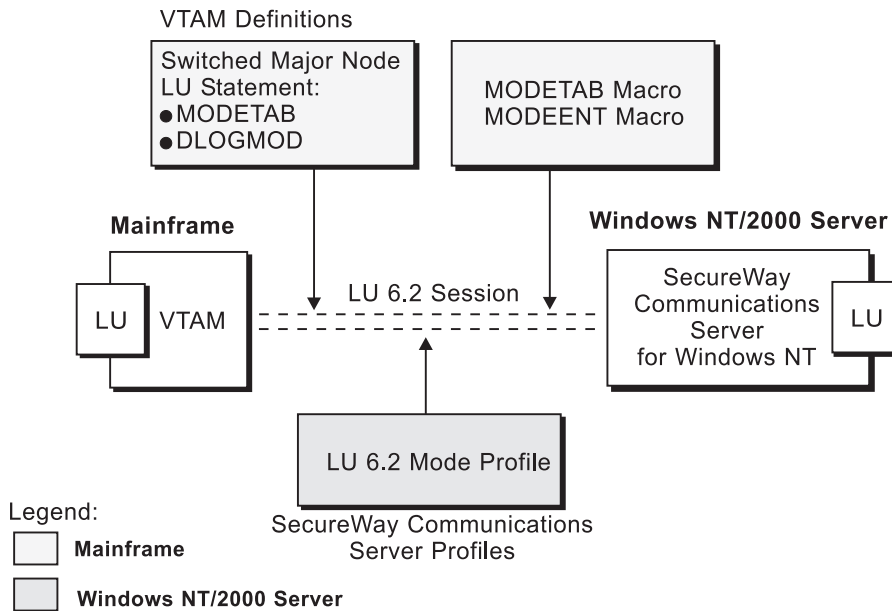 VTAM Definitions
Switched Major Node
LU Statement:
●MODETAB
●DLOGMOD
MODETAB Macro
MODEENT Macro
Mainframe
Windows NT/2000 Server
LU
VTAM
LU 6.2 Session
SecureWay
Communications
Server
for Windows NT
LU
LU 6.2 Mode Profile
SecureWay Communications
Server Profiles
Legend:
Mainframe
Windows NT/2000 Server